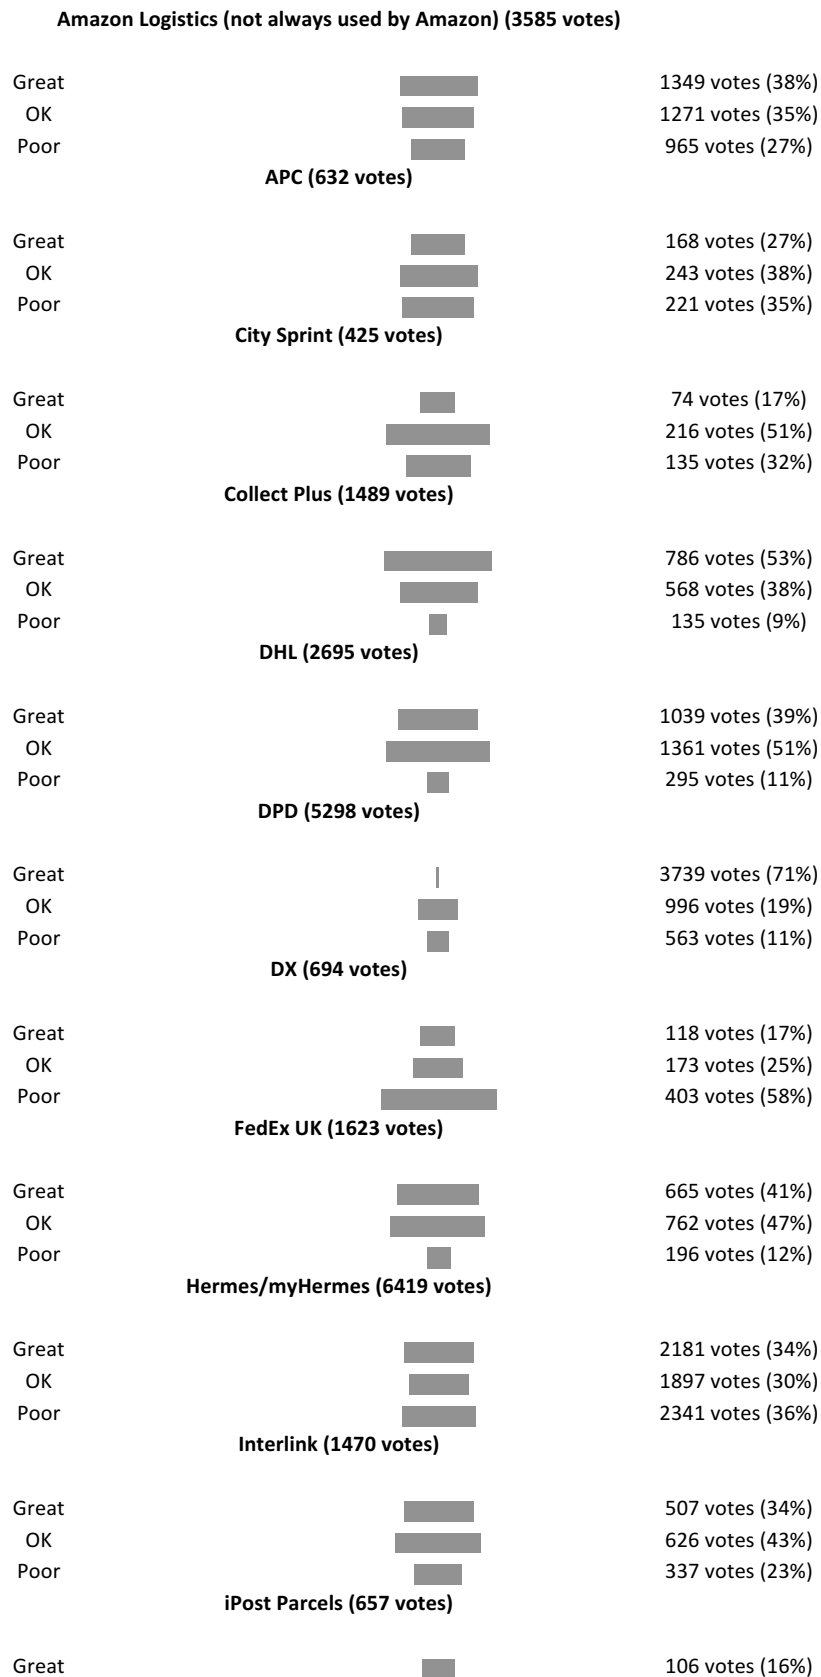 Amazon Logistics (not always used by Amazon) (3585 votes)
Great 1349 votes (38%)
OK 1271 votes (35%)
Poor 965 votes (27%)
APC (632 votes)
Great 168 votes (27%)
OK 243 votes (38%)
Poor 221 votes (35%)
City Sprint (425 votes)
Great 74 votes (17%)
OK 216 votes (51%)
Poor 135 votes (32%)
Collect Plus (1489 votes)
Great 786 votes (53%)
OK 568 votes (38%)
Poor 135 votes (9%)
DHL (2695 votes)
Great 1039 votes (39%)
OK 1361 votes (51%)
Poor 295 votes (11%)
DPD (5298 votes)
Great 3739 votes (71%)
OK 996 votes (19%)
Poor 563 votes (11%)
DX (694 votes)
Great 118 votes (17%)
OK 173 votes (25%)
Poor 403 votes (58%)
FedEx UK (1623 votes)
Great 665 votes (41%)
OK 762 votes (47%)
Poor 196 votes (12%)
Hermes/myHermes (6419 votes)
Great 2181 votes (34%)
OK 1897 votes (30%)
Poor 2341 votes (36%)
Interlink (1470 votes)
Great 507 votes (34%)
OK 626 votes (43%)
Poor 337 votes (23%)
iPost Parcels (657 votes)
Great 106 votes (16%)